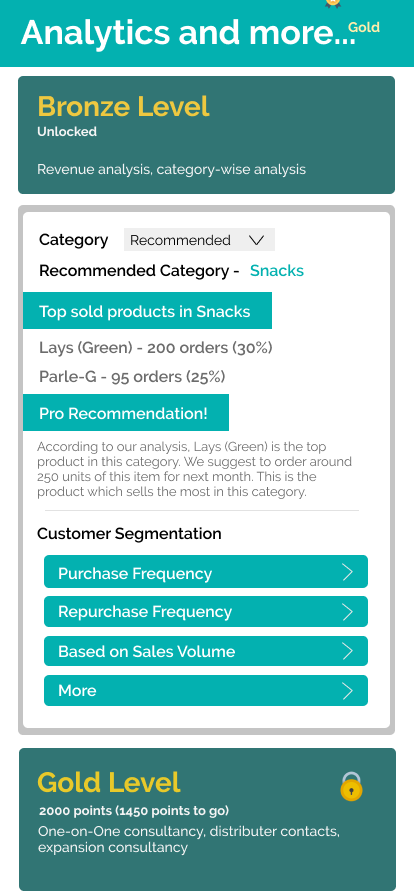 Analytics and more...
Gold
Bronze Level
Unlocked
Revenue analysis, category-wise analysis
Category Recommended
Recommended Category - Snacks
Top sold products in Snacks
Lays (Green) - 200 orders (30%)
Parle-G - 95 orders (25%)
Pro Recommendation!
According to our analysis, Lays (Green) is the top
product in this category. We suggest to order around
250 units of this item for next month. This is the
product which sells the most in this category.
Customer Segmentation
Purchase Frequency
Repurchase Frequency
Based on Sales Volume
More
Gold Level
2000 points (1450 points to go)
One-on-One consultancy, distributer contacts,
expansion consultancy